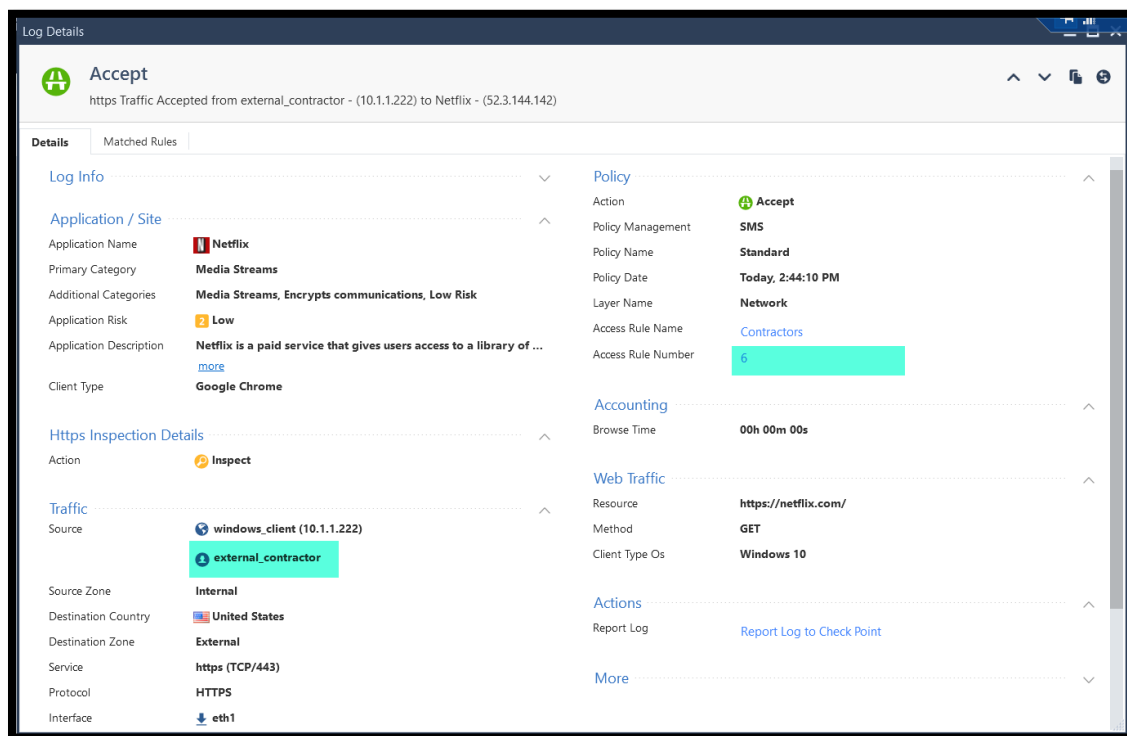 Log Details
Accept
https Traffic Accepted from external_contractor - (10.1.1.222) to Netflix - (52.3.144.142)
Details
Matched Rules
Log Info
Application / Site
Application Name Netflix
Primary Category Media Streams
Additional Categories Media Streams, Encrypts communications, Low Risk
Application Risk 2 Low
Application Description Netflix is a paid service that gives users access to a library of ...
more
Client Type Google Chrome
Https Inspection Details
Action Inspect
Traffic
Source windows_client (10.1.1.222)
external_contractor
Source Zone Internal
Destination Country United States
Destination Zone External
Service https (TCP/443)
Protocol HTTPS
Interface eth1
Policy
Action Accept
Policy Management SMS
Policy Name Standard
Policy Date Today, 2:44:10 PM
Layer Name Network
Access Rule Name Contractors
Access Rule Number 6
Accounting
Browse Time 00h 00m 00s
Web Traffic
Resource https://netflix.com/
Method GET
Client Type Os Windows 10
Actions
Report Log Report Log to Check Point
More